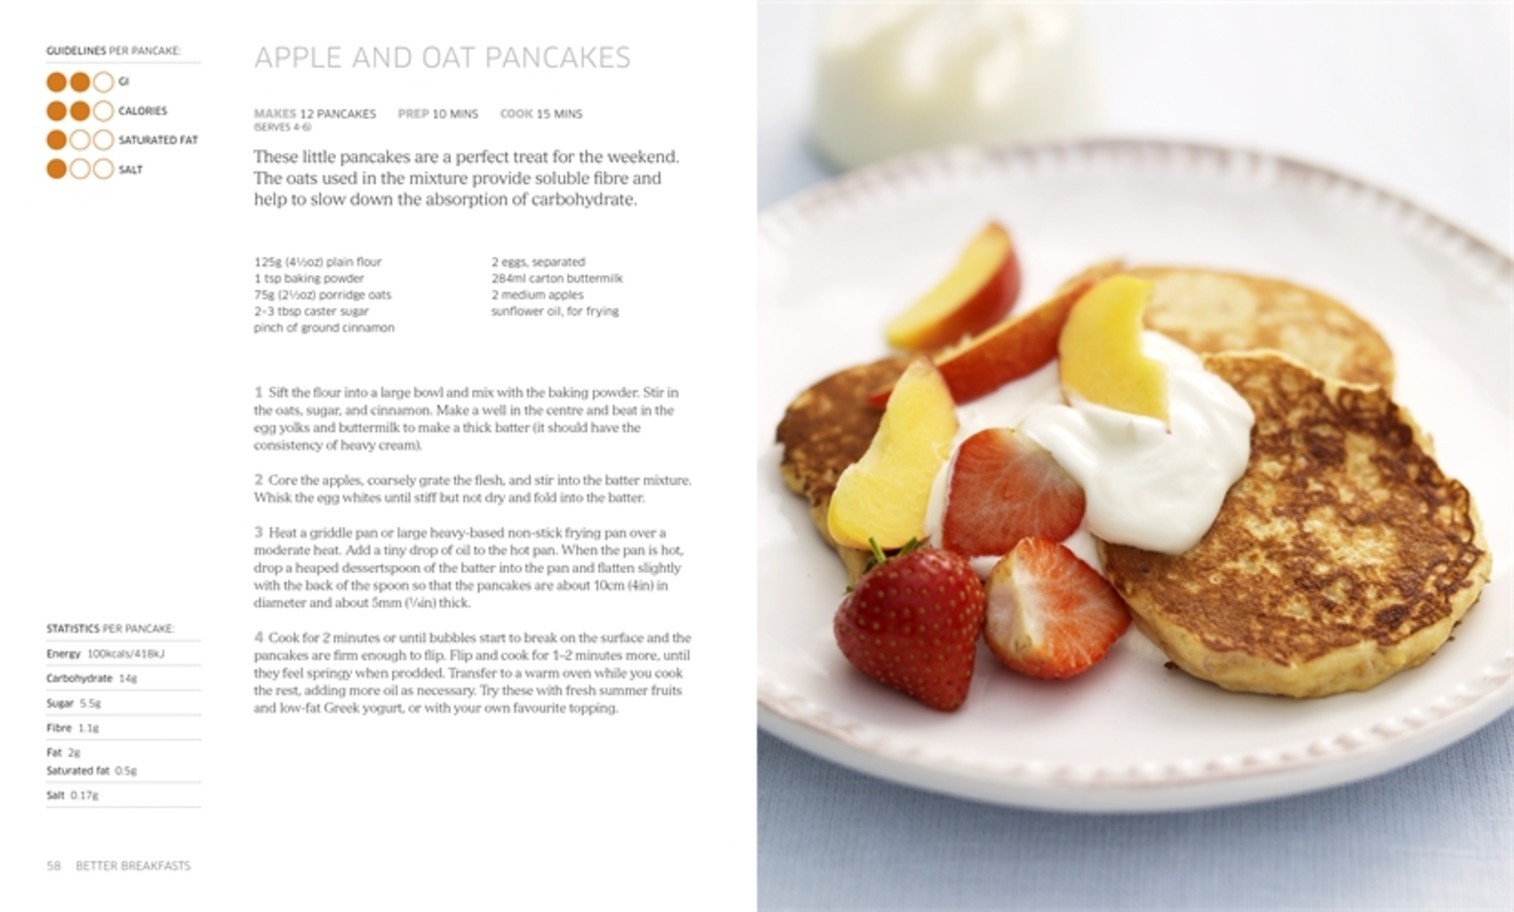 GUIDELINES PER PANCAKE:
GI
CALORIES
SATURATED FAT
SALT
APPLE AND OAT PANCAKES
MAKES 12 PANCAKES PREP 10 MINS COOK 15 MINS
(SERVES 4-6)
These little pancakes are a perfect treat for the weekend.
The oats used in the mixture provide soluble fibre and
help to slow down the absorption of carbohydrate.
125g (4½oz) plain flour
1 tsp baking powder
75g (2½oz) porridge oats
2–3 tbsp caster sugar
pinch of ground cinnamon
2 eggs, separated
284ml carton buttermilk
2 medium apples
sunflower oil, for frying
1 Sift the flour into a large bowl and mix with the baking powder. Stir in
the oats, sugar, and cinnamon. Make a well in the centre and beat in the
egg yolks and buttermilk to make a thick batter (it should have the
consistency of heavy cream).
2 Core the apples, coarsely grate the flesh, and stir into the batter mixture.
Whisk the egg whites until stiff but not dry and fold into the batter.
3 Heat a griddle pan or large heavy-based non-stick frying pan over a
moderate heat. Add a tiny drop of oil to the hot pan. When the pan is hot,
drop a heaped dessertspoon of the batter into the pan and flatten slightly
with the back of the spoon so that the pancakes are about 10cm (4in) in
diameter and about 5mm (¼in) thick.
4 Cook for 2 minutes or until bubbles start to break on the surface and the
pancakes are firm enough to flip. Flip and cook for 1–2 minutes more, until
they feel springy when prodded. Transfer to a warm oven while you cook
the rest, adding more oil as necessary. Try these with fresh summer fruits
and low-fat Greek yogurt, or with your own favourite topping.
STATISTICS PER PANCAKE:
Energy 100kcals/418kJ
Carbohydrate 14g
Sugar 5.5g
Fibre 1.1g
Fat 2g
Saturated fat 0.5g
Salt 0.17g
58 BETTER BREAKFASTS